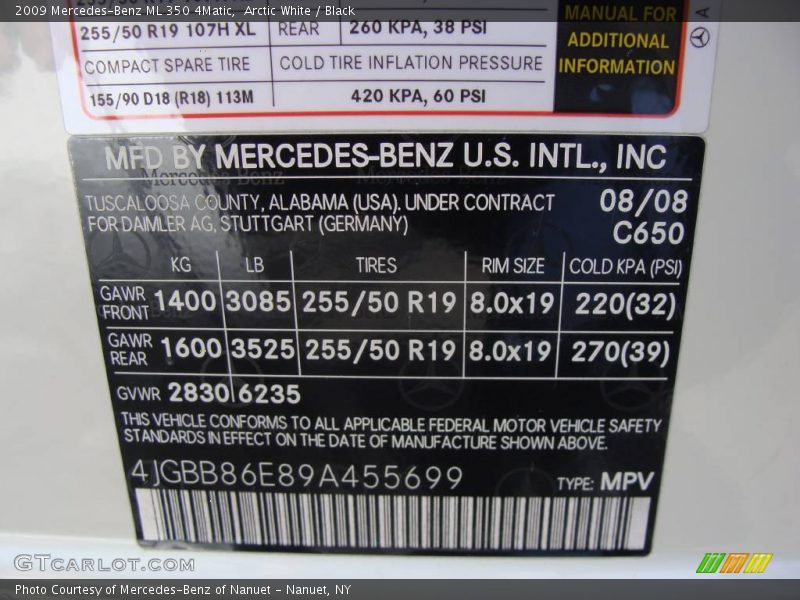 2009 Mercedes-Benz ML 350 4Matic, Arctic White / Black
255/50 R19 107H XL REAR 260 KPA, 38 PSI
COMPACT SPARE TIRE COLD TIRE INFLATION PRESSURE
155/90 D18 (R18) 113M 420 KPA, 60 PSI
MANUAL FOR
ADDITIONAL
INFORMATION
MFD BY MERCEDES-BENZ U.S. INTL., INC
TUSCALOOSA COUNTY, ALABAMA (USA). UNDER CONTRACT 08/08
FOR DAIMLER AG, STUTTGART (GERMANY) C650
KG LB TIRES RIM SIZE COLD KPA (PSI)
GAWR FRONT 1400 3085 255/50 R19 8.0x19 220(32)
GAWR REAR 1600 3525 255/50 R19 8.0x19 270(39)
GVWR 2830 6235
THIS VEHICLE CONFORMS TO ALL APPLICABLE FEDERAL MOTOR VEHICLE SAFETY
STANDARDS IN EFFECT ON THE DATE OF MANUFACTURE SHOWN ABOVE.
4JGBB86E89A455699 TYPE: MPV
GTCARLOT.COM
Photo Courtesy of Mercedes-Benz of Nanuet - Nanuet, NY